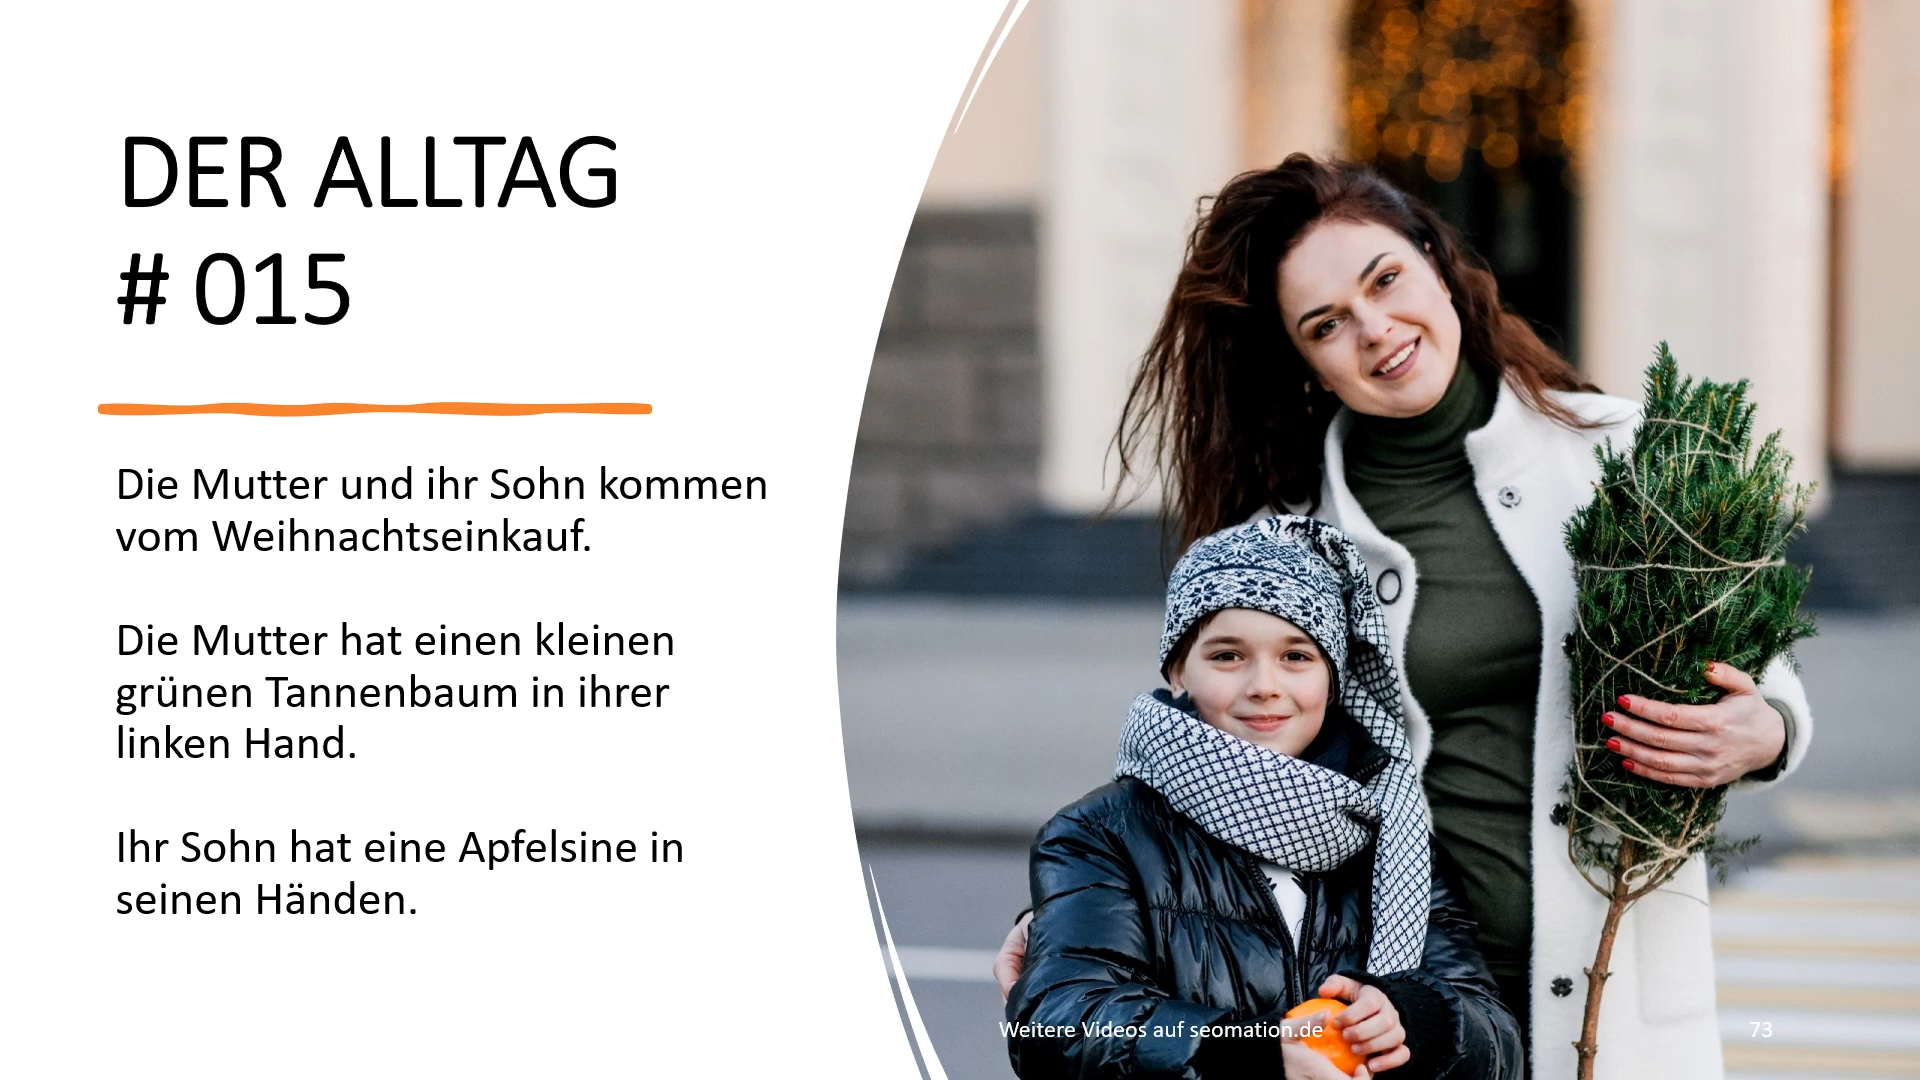 DER ALLTAG
# 015
Die Mutter und ihr Sohn kommen
vom Weihnachtseinkauf.
Die Mutter hat einen kleinen
grünen Tannenbaum in ihrer
linken Hand.
Ihr Sohn hat eine Apfelsine in
seinen Händen.
Weitere Videos auf seomation.de
73